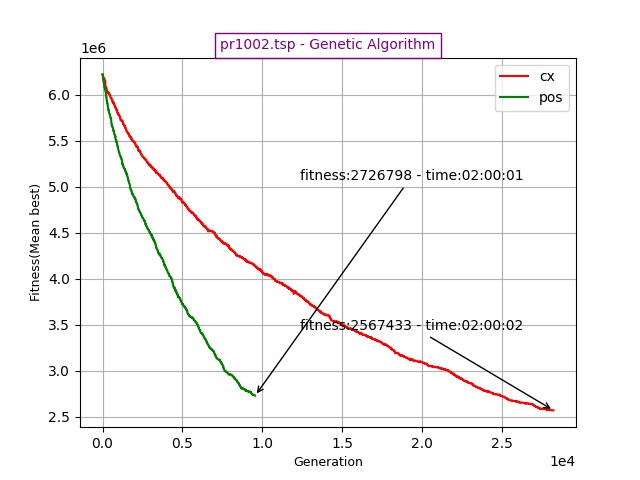 pr1002.tsp - Genetic Algorithm
1e6
cx
pos
6.0
5.5
5.0
4.5
4.0
3.5
3.0
2.5
Fitness(Mean best)
fitness:2726798 - time:02:00:01
fitness:2567433 - time:02:00:02
0.0 0.5 1.0 1.5 2.0 2.5
Generation
1e4